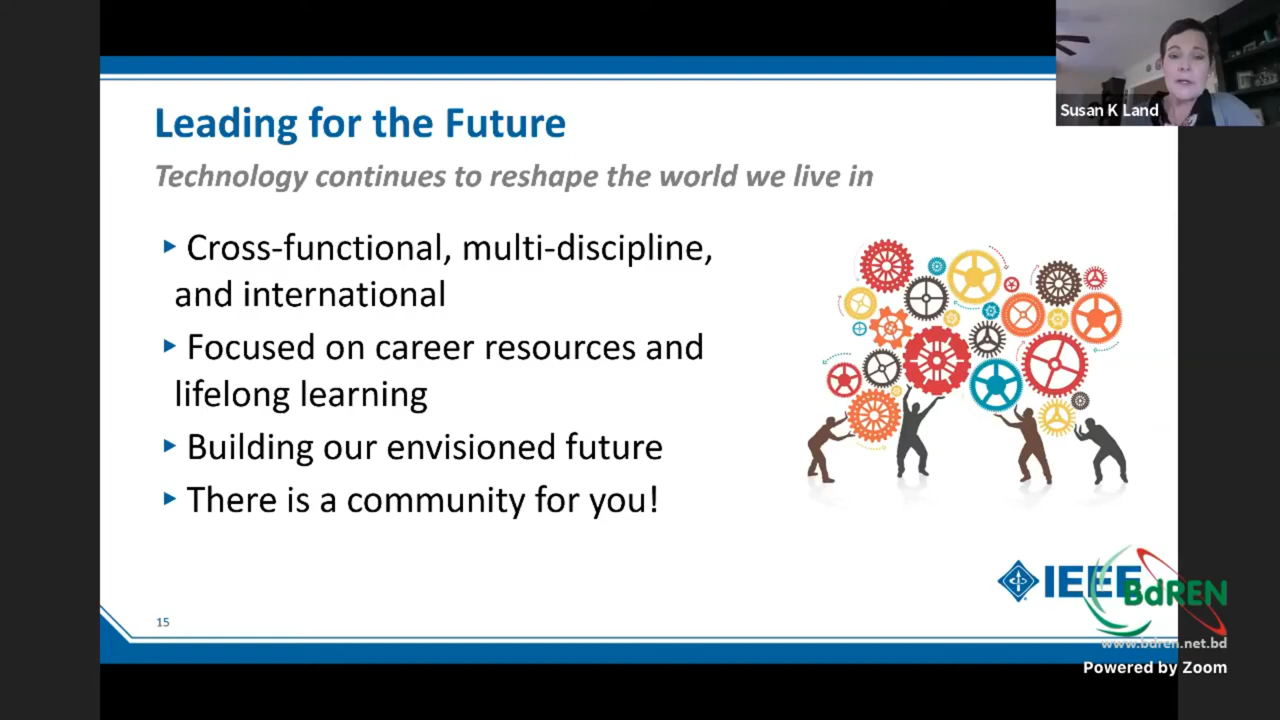 Susan K Land
Leading for the Future
Technology continues to reshape the world we live in
Cross-functional, multi-discipline,
and international
Focused on career resources and
lifelong learning
Building our envisioned future
There is a community for you!
IEEE
BdREN
www.bdren.net.bd
15
Powered by Zoom